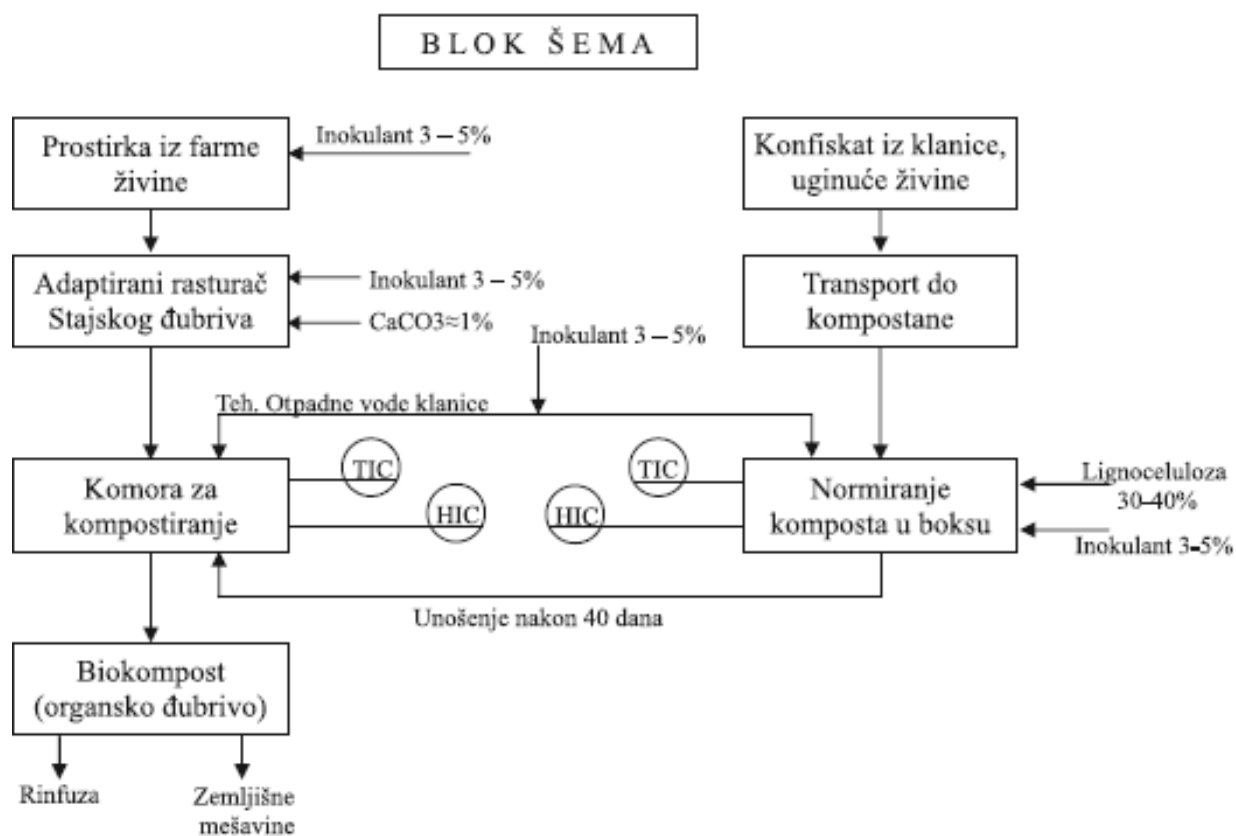 BLOK ŠEMA
Prostirka iz farme
živine
Inokulant 3 – 5%
Konfiskat iz klanice,
uginuće živine
Adaptirani rasturač
Stajskog đubriva
Inokulant 3 – 5%
CaCO3≈1%
Transport do
kompostane
Inokulant 3 – 5%
Teh. Otpadne vode klanice
Komora za
kompostiranje
TIC
HIC
TIC
HIC
Normiranje
komposta u boksu
Lignoceluloza
30-40%
Inokulant 3-5%
Unošenje nakon 40 dana
Biokompost
(organsko đubrivo)
Rinfuza
Zemljišne
mešavine